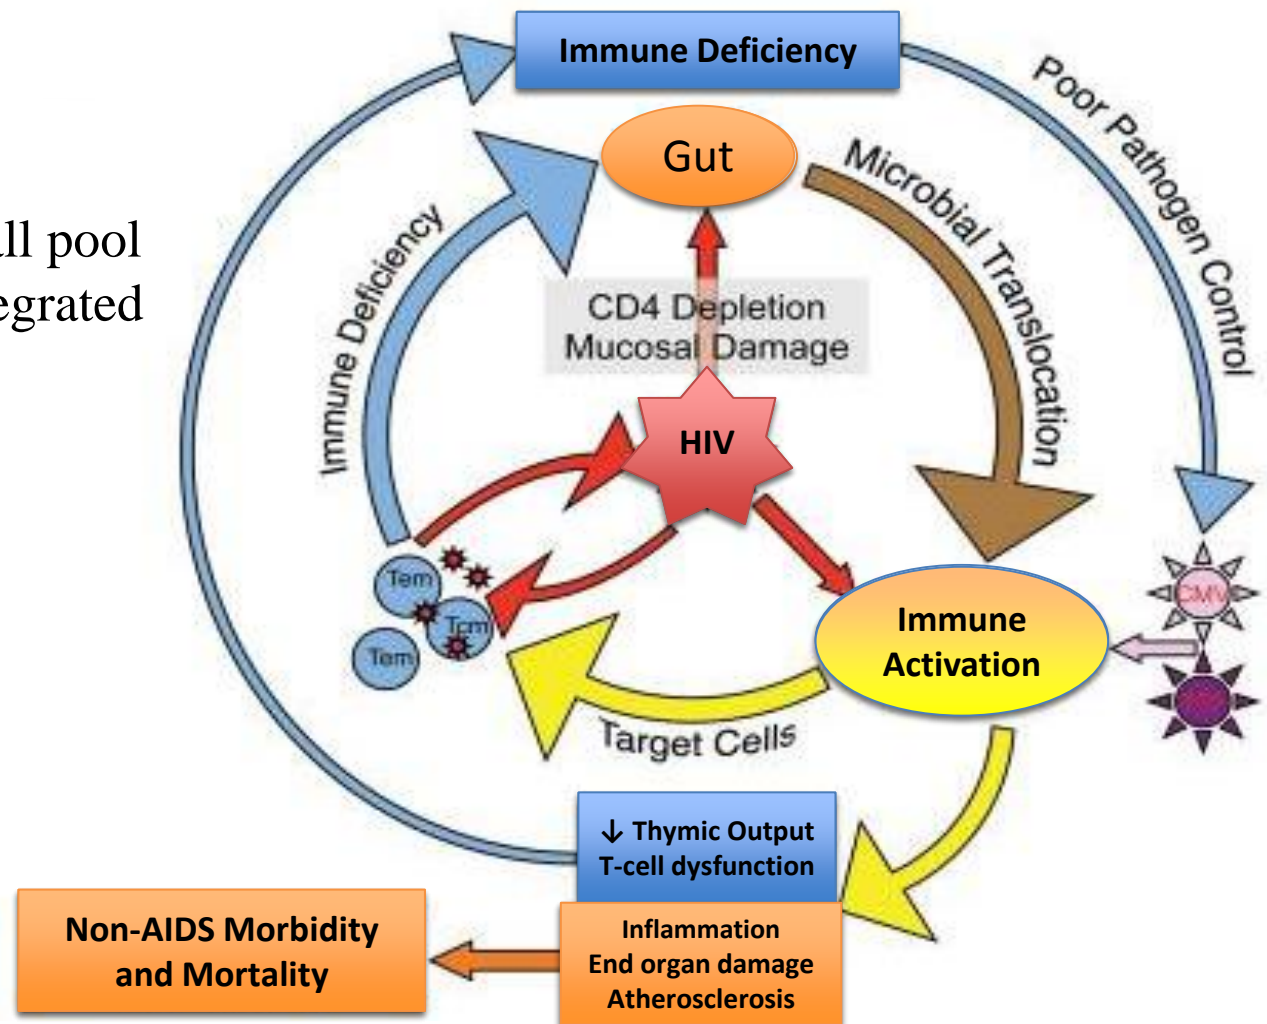 Immune Deficiency
Poor Pathogen Control
Gut
Microbial Translocation
all pool
egrated
Immune Deficiency
CD4 Depletion
Mucosal Damage
HIV
Tem
Tcm
Tem
CMV
Immune
Activation
Target Cells
↓ Thymic Output
T-cell dysfunction
Non-AIDS Morbidity
and Mortality
Inflammation
End organ damage
Atherosclerosis